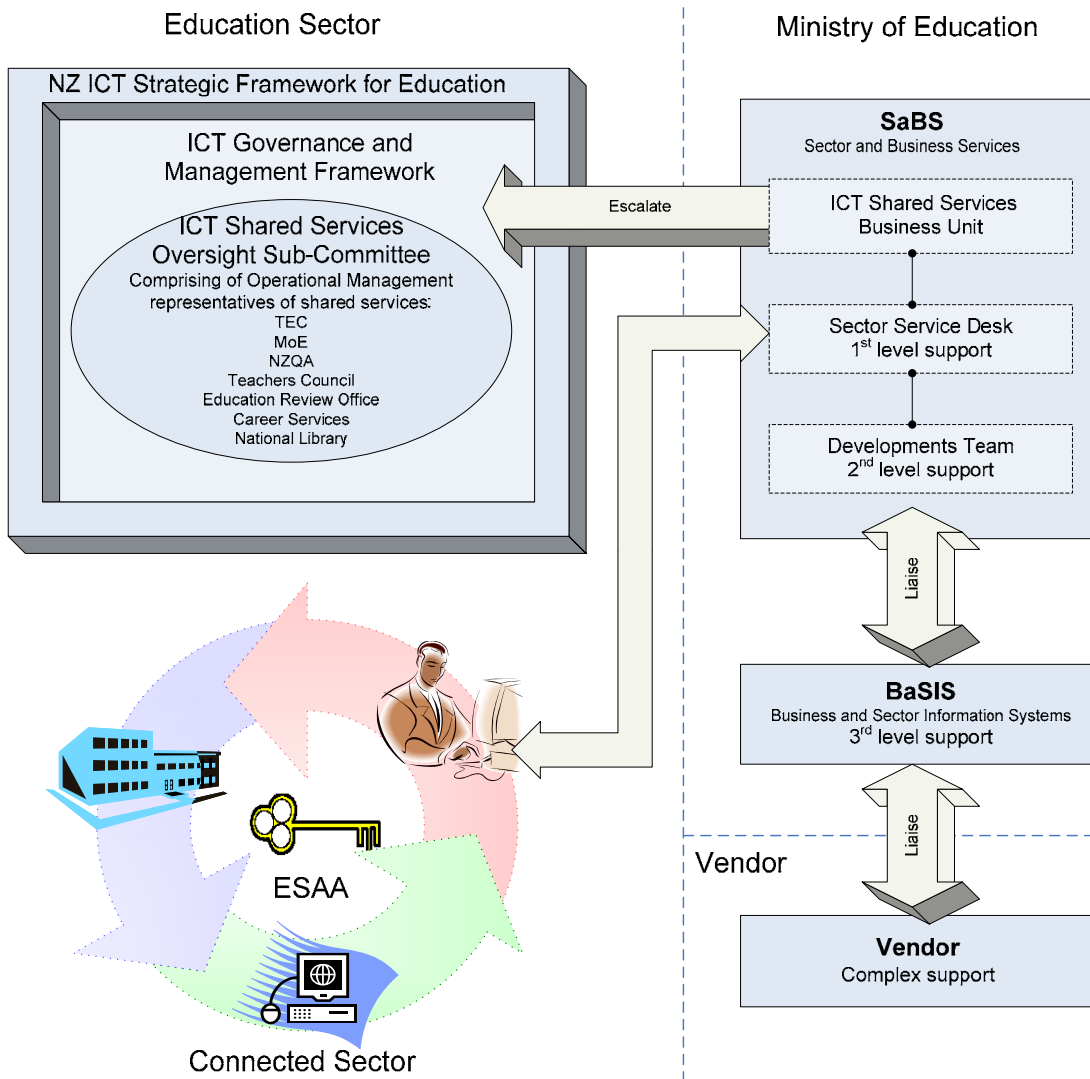 Education Sector
NZ ICT Strategic Framework for Education
ICT Governance and
Management Framework
ICT Shared Services
Oversight Sub-Committee
Comprising of Operational Management
representatives of shared services:
TEC
MoE
NZQA
Teachers Council
Education Review Office
Career Services
National Library
Escalate
Ministry of Education
SaBS
Sector and Business Services
ICT Shared Services
Business Unit
Sector Service Desk
1st level support
Developments Team
2nd level support
Liaise
BaSIS
Business and Sector Information Systems
3rd level support
Liaise
Vendor
Vendor
Complex support
ESAA
Connected Sector